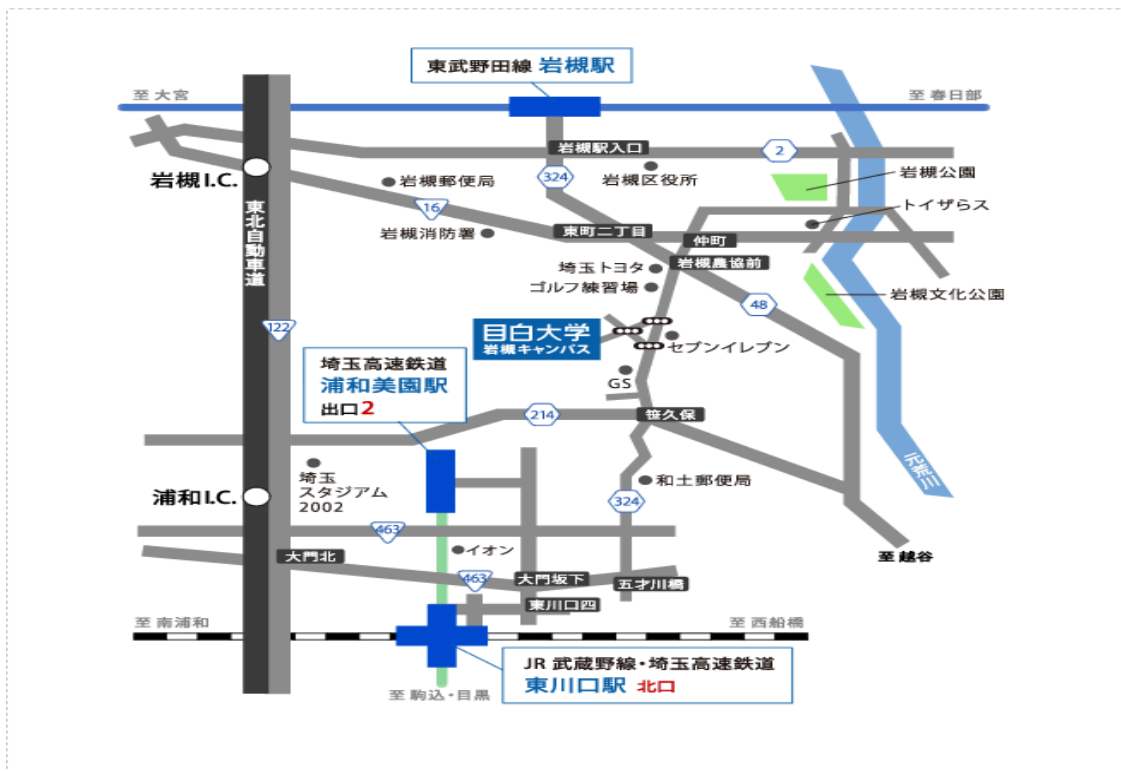 東武野田線 岩槻駅
至 大宮
至 春日部
岩槻駅入口
2
岩槻I.C.
岩槻郵便局
324
岩槻区役所
岩槻公園
16
トイザらス
岩槻消防署
東町二丁目
仲町
東北自動車道
埼玉トヨタ
岩槻農協前
ゴルフ練習場
48
岩槻文化公園
122
目白大学
岩槻キャンパス
セブンイレブン
埼玉高速鉄道
浦和美園駅
出口2
GS
214
笹久保
元荒川
浦和I.C.
埼玉
スタジアム
2002
和土郵便局
324
463
イオン
至 越谷
大門北
463
大門坂下
五才川橋
東川口四
至 南浦和
至 西船橋
JR 武蔵野線・埼玉高速鉄道
東川口駅 北口
至 駒込・目黒